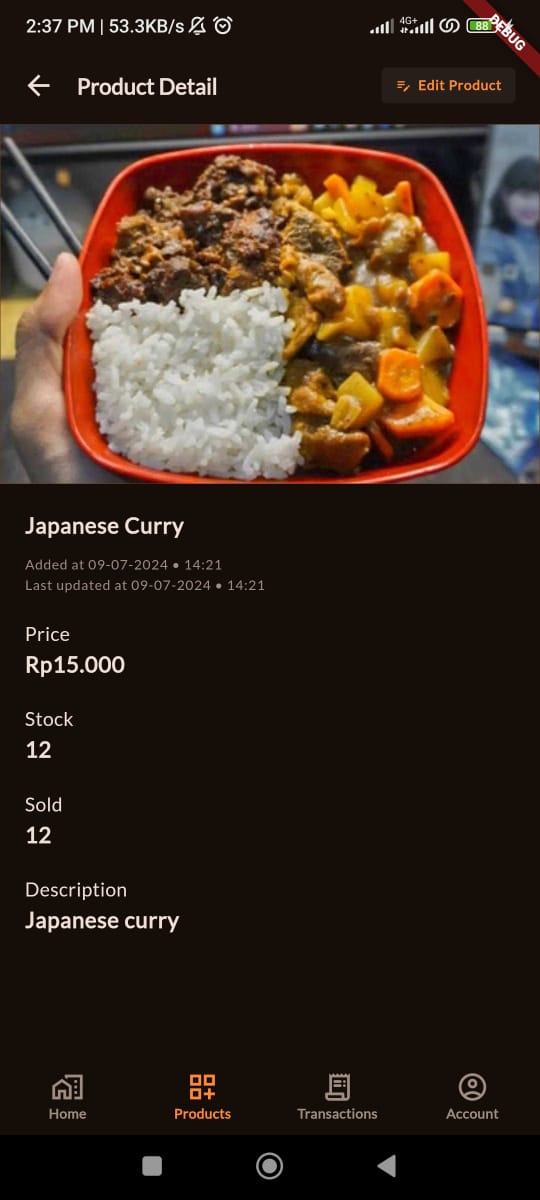 2:37 PM | 53.3KB/s
4G+
88
DEBUG
Product Detail
Edit Product
Japanese Curry
Added at 09-07-2024 • 14:21
Last updated at 09-07-2024 • 14:21
Price
Rp15.000
Stock
12
Sold
12
Description
Japanese curry
Home
Products
Transactions
Account